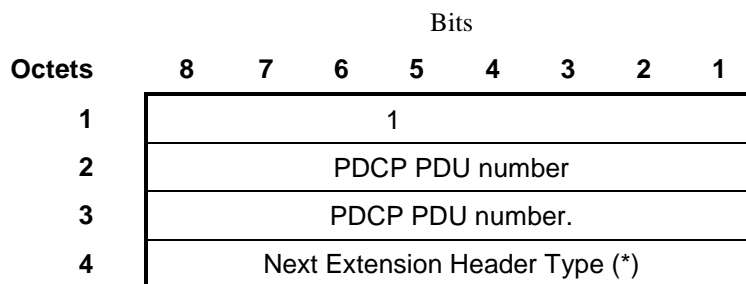 Bits
Octets 8 7 6 5 4 3 2 1
1 1
2 PDCP PDU number
3 PDCP PDU number.
4 Next Extension Header Type (*)